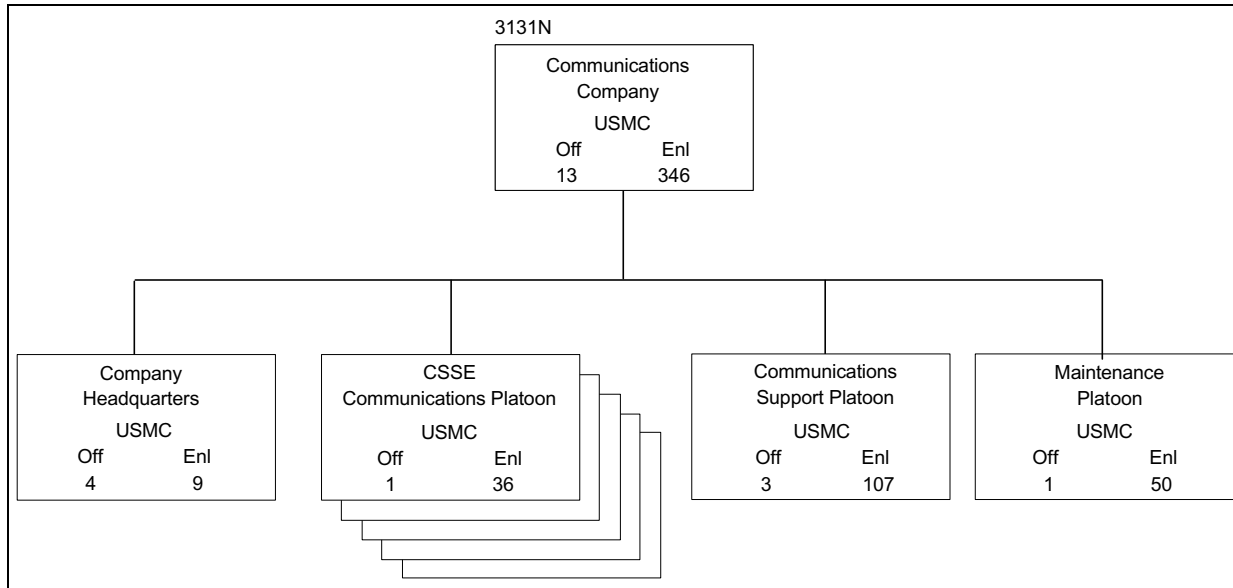 3131N
Communications
Company
USMC
Off Enl
13 346
Company
Headquarters
USMC
Off Enl
4 9
CSSE
Communications Platoon
USMC
Off Enl
1 36
Communications
Support Platoon
USMC
Off Enl
3 107
Maintenance
Platoon
USMC
Off Enl
1 50